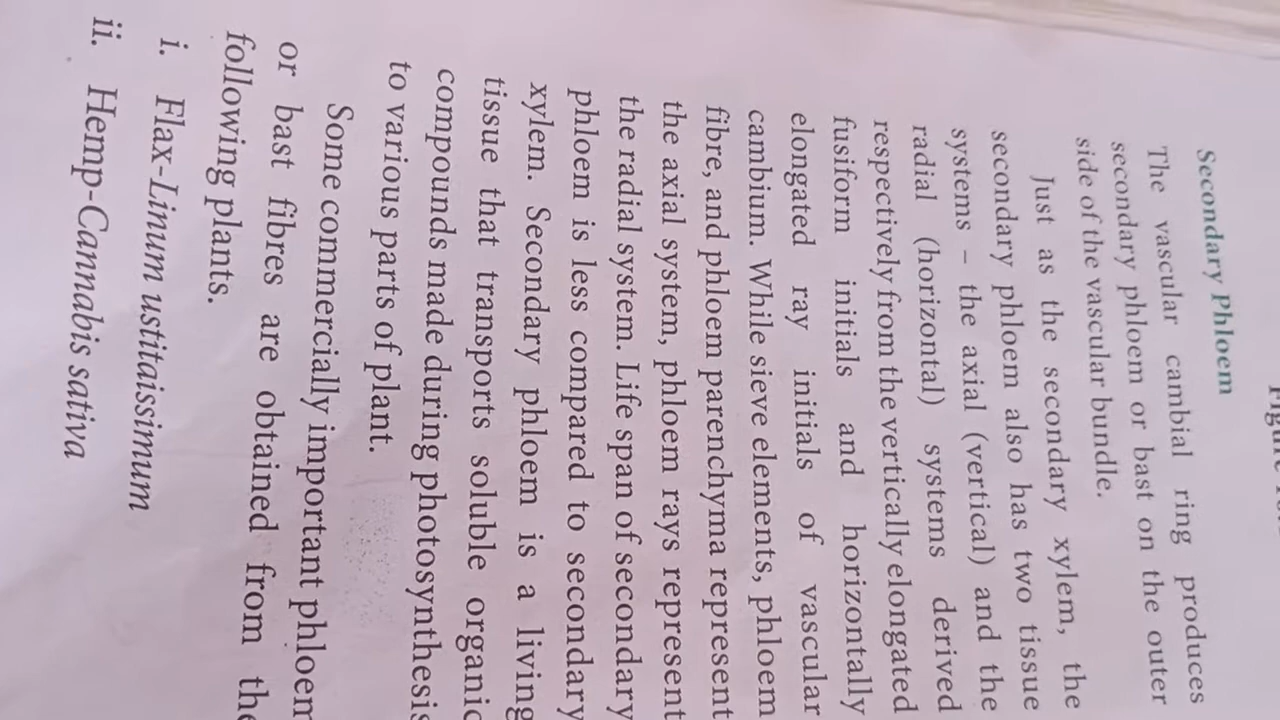 Secondary Phloem
The vascular cambial ring produces
secondary phloem or bast on the outer
side of the vascular bundle.
Just as the secondary xylem, the
secondary phloem also has two tissue
systems – the axial (vertical) and the
radial (horizontal) systems derived
respectively from the vertically elongated
fusiform initials and horizontally
elongated ray initials of vascular
cambium. While sieve elements, phloem
fibre, and phloem parenchyma represent
the axial system, phloem rays represent
the radial system. Life span of secondary
phloem is less compared to secondary
xylem. Secondary phloem is a living
tissue that transports soluble organic
compounds made during photosynthesis
to various parts of plant.
Some commercially important phloem
or bast fibres are obtained from the
following plants.
i. Flax-Linum ustitaissimum
ii. Hemp-Cannabis sativa